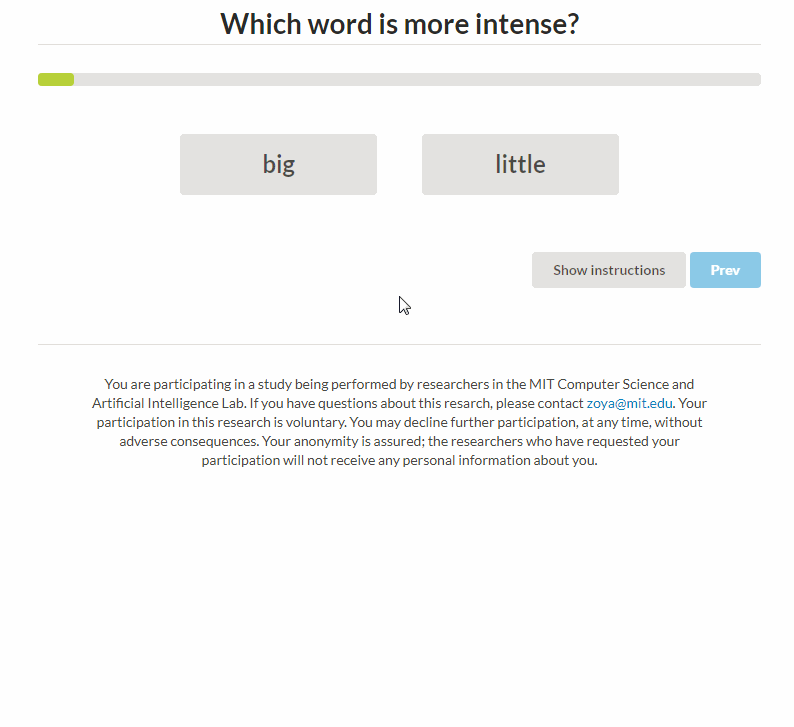 Which word is more intense?
big
little
Show instructions
Prev
You are participating in a study being performed by researchers in the MIT Computer Science and
Artificial Intelligence Lab. If you have questions about this resarch, please contact zoya@mit.edu. Your
participation in this research is voluntary. You may decline further participation, at any time, without
adverse consequences. Your anonymity is assured; the researchers who have requested your
participation will not receive any personal information about you.